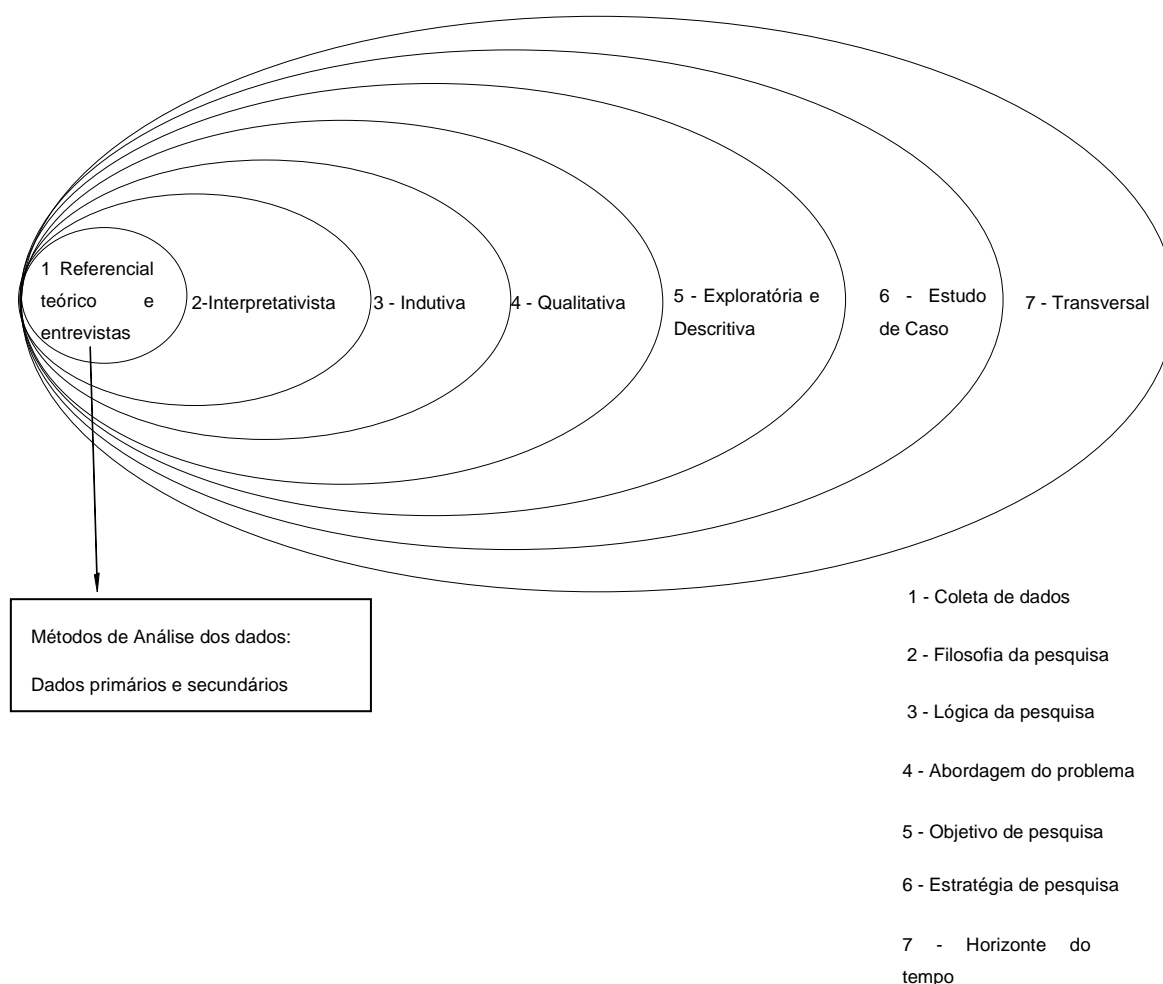 1 Referencial
teórico e
entrevistas
2-Interpretativista
3 - Indutiva
4 - Qualitativa
5 - Exploratória e
Descritiva
6 - Estudo
de Caso
7 - Transversal
Métodos de Análise dos dados:
Dados primários e secundários
1 - Coleta de dados
2 - Filosofia da pesquisa
3 - Lógica da pesquisa
4 - Abordagem do problema
5 - Objetivo de pesquisa
6 - Estratégia de pesquisa
7 - Horizonte do
tempo